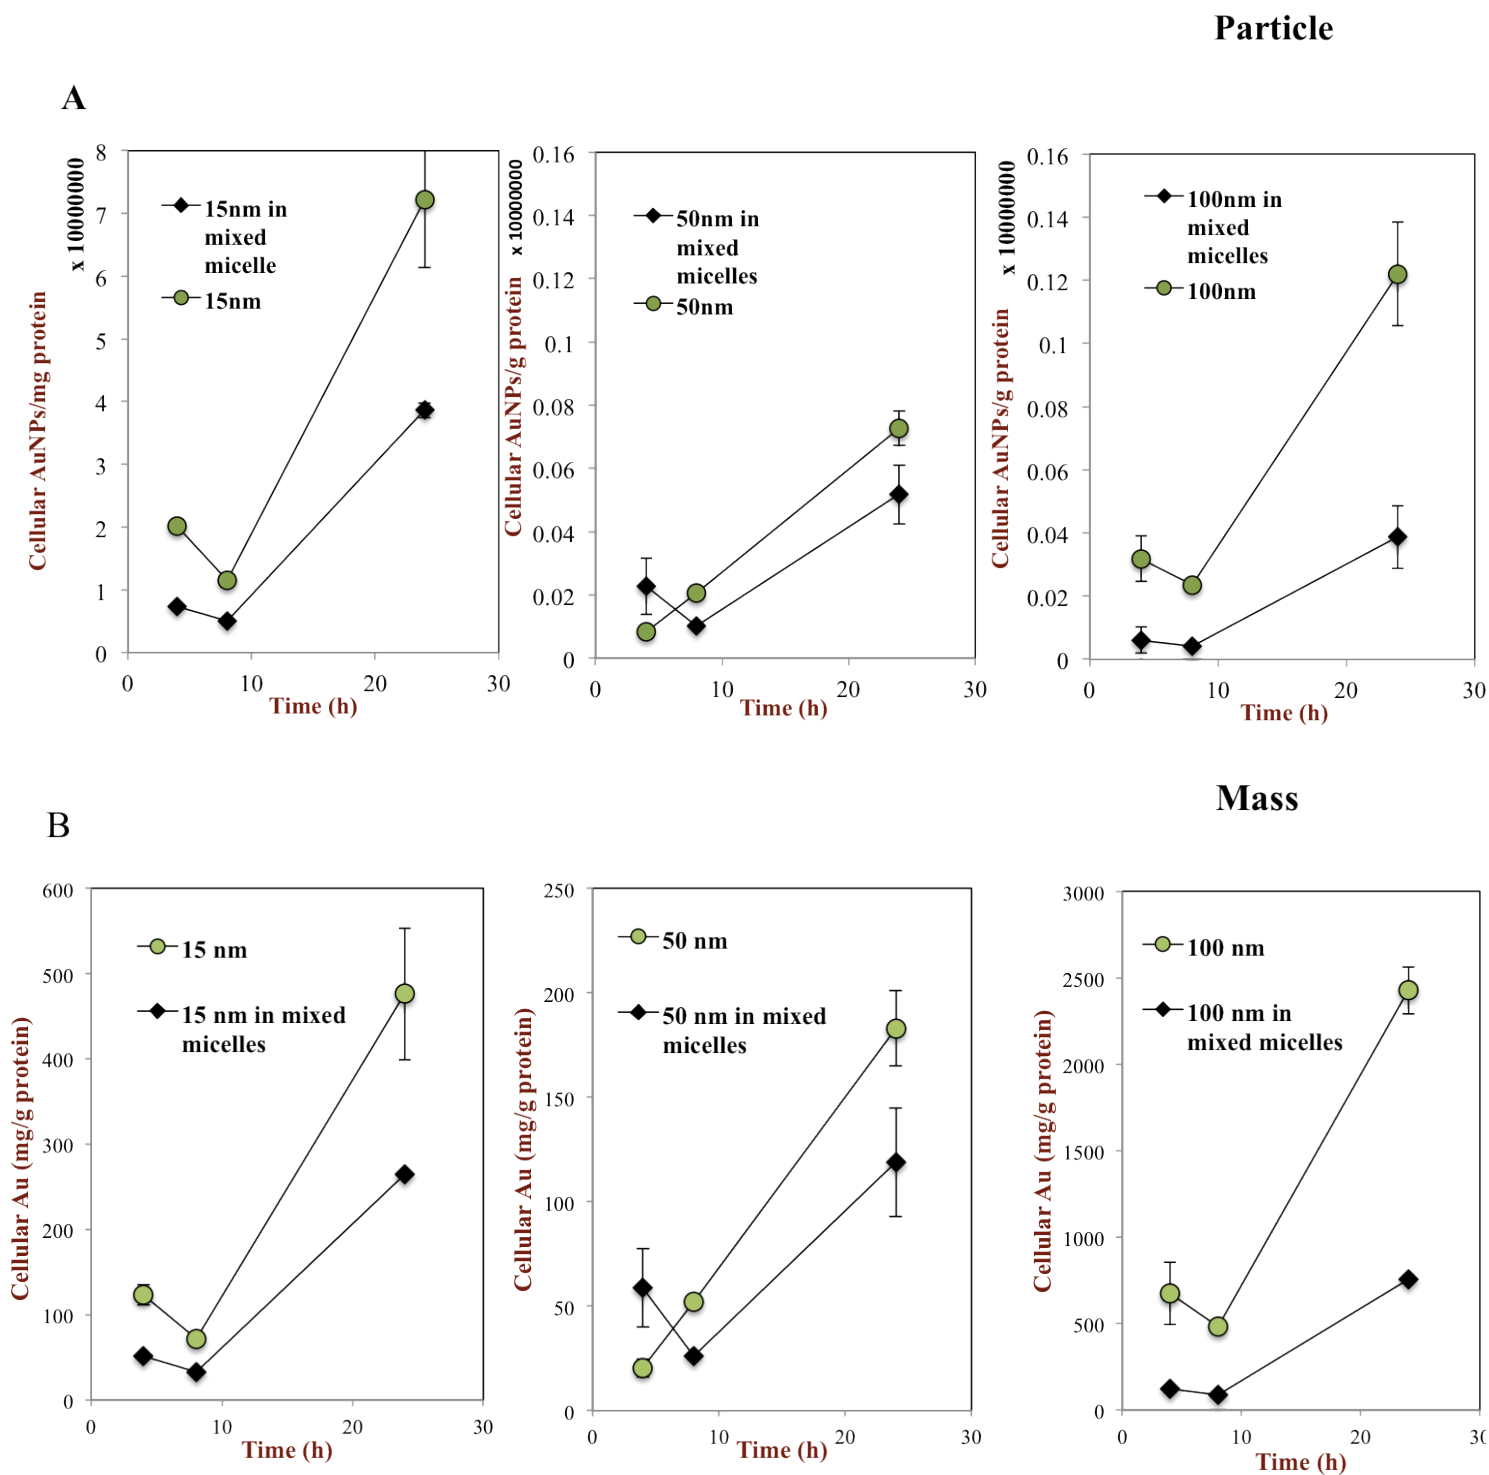 Particle
A
x 10000000
Cellular AuNPs/mg protein
8
7
6
5
4
3
2
1
0
15nm in
mixed
micelle
15nm
0
10
20
30
Time (h)
x 10000000
Cellular AuNPs/g protein
0.16
0.14
0.12
0.1
0.08
0.06
0.04
0.02
0
50nm in
mixed
micelles
50nm
0
10
20
30
Time (h)
x 10000000
Cellular AuNPs/g protein
0.16
0.14
0.12
0.1
0.08
0.06
0.04
0.02
0
100nm in
mixed
micelles
100nm
0
10
20
30
Time (h)
Mass
B
Cellular Au (mg/g protein)
600
500
400
300
200
100
0
15 nm
15 nm in mixed
micelles
0
10
20
30
Time (h)
Cellular Au (mg/g protein)
250
200
150
100
50
0
50 nm
50 nm in mixed
micelles
0
10
20
30
Time (h)
Cellular Au (mg/g protein)
3000
2500
2000
1500
1000
500
0
100 nm
100 nm in
mixed micelles
0
10
20
30
Time (h)